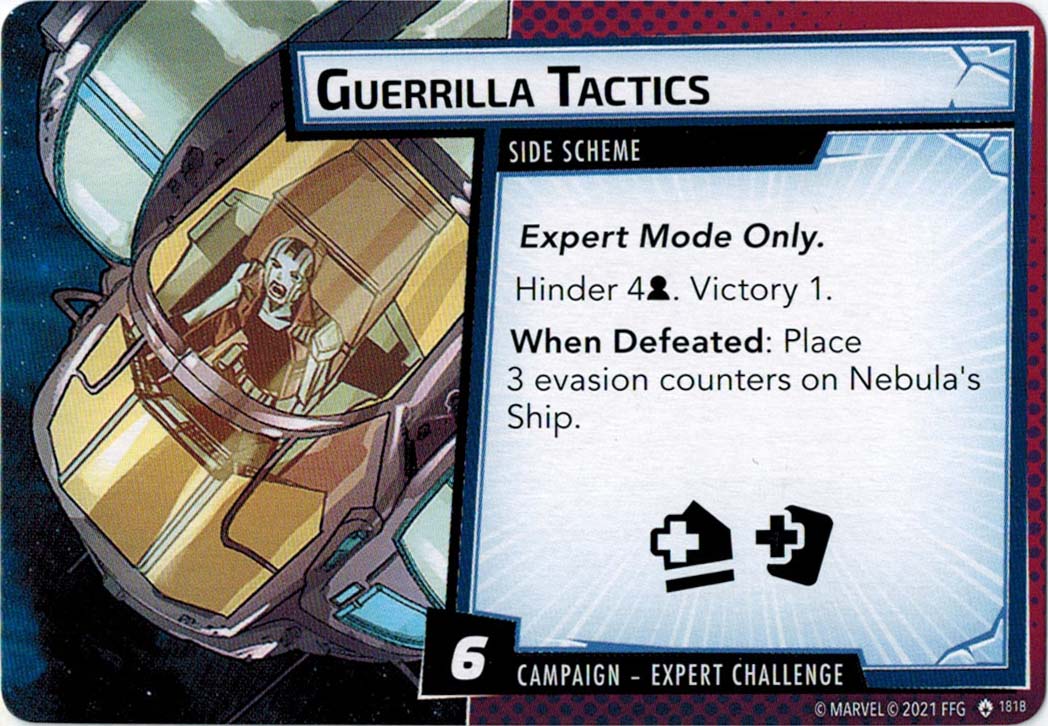 GUERRILLA TACTICS
SIDE SCHEME
Expert Mode Only.
Hinder 4. Victory 1.
When Defeated: Place
3 evasion counters on Nebula's
Ship.
6
CAMPAIGN – EXPERT CHALLENGE
© MARVEL © 2021 FFG 181B